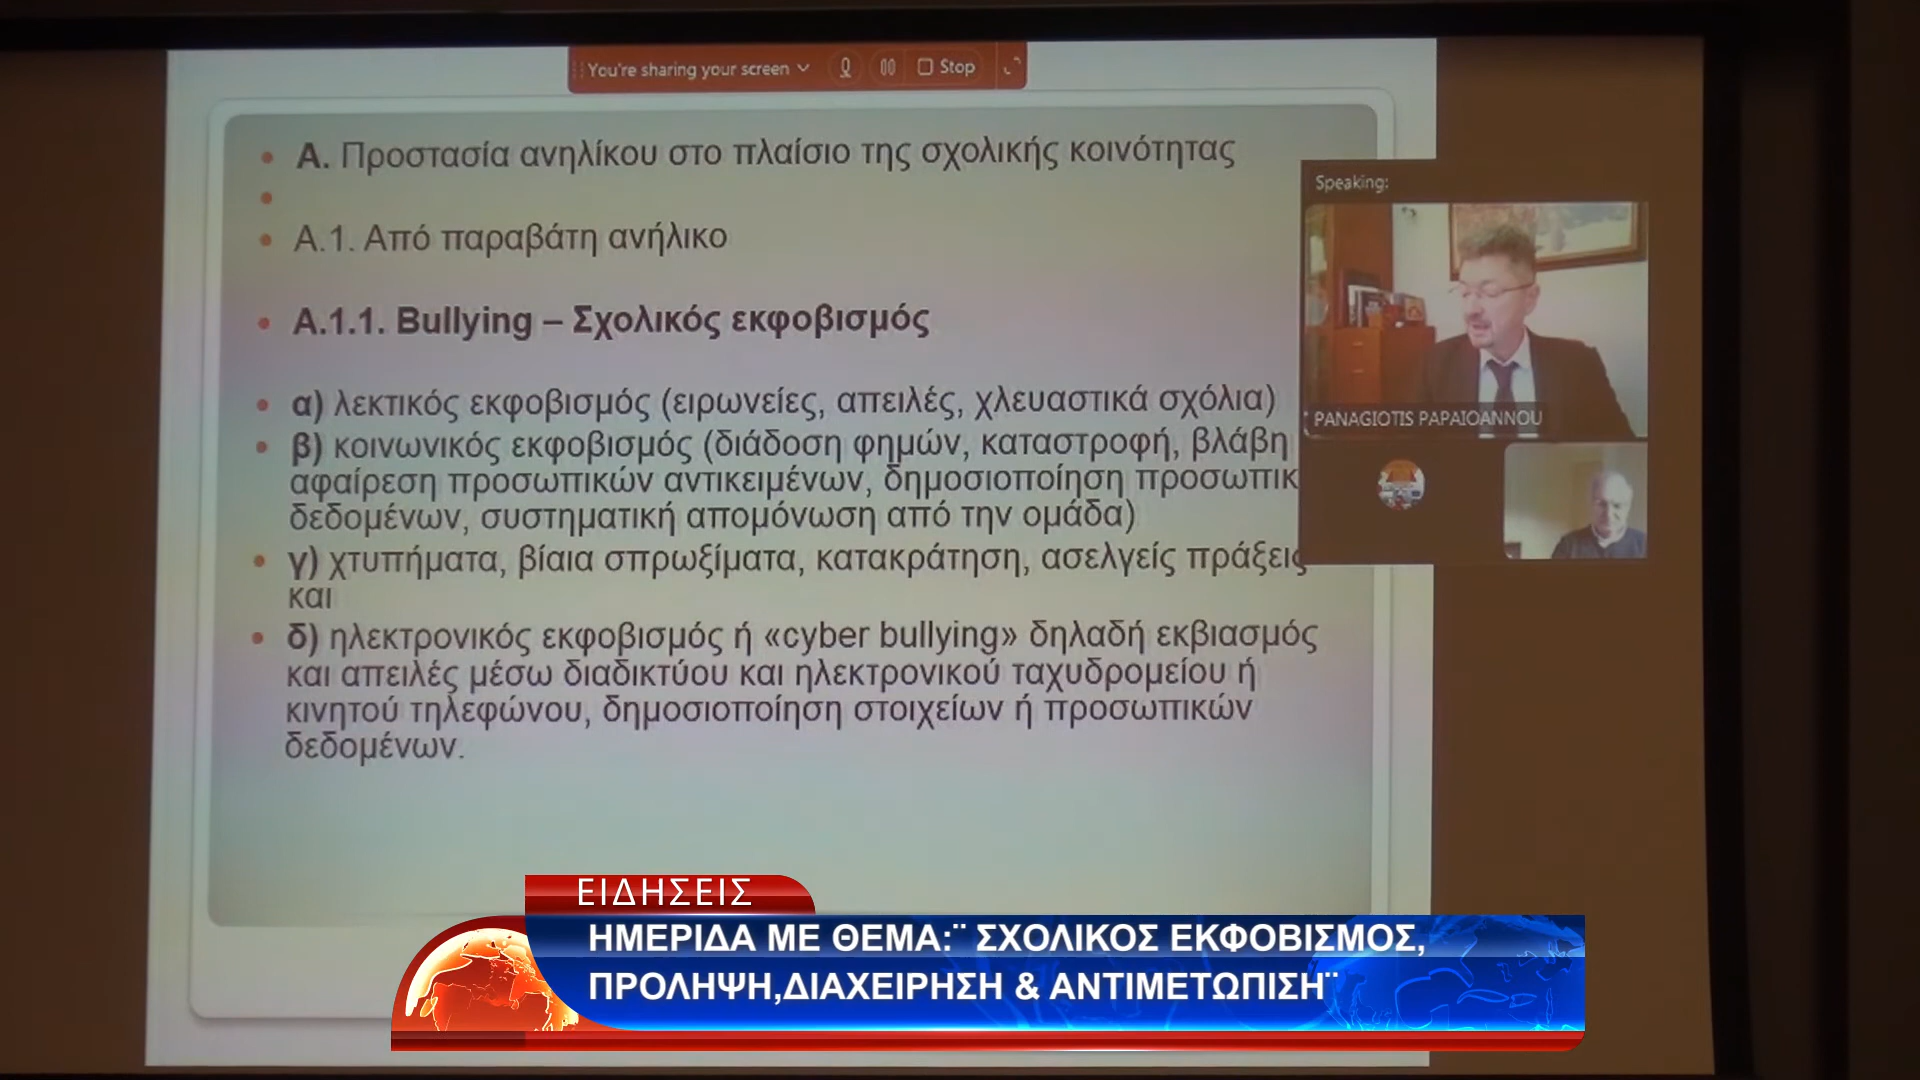 You're sharing your screen
Stop
Α. Προστασία ανηλίκου στο πλαίσιο της σχολικής κοινότητας
Α.1. Από παραβάτη ανήλικο
Α.1.1. Bullying – Σχολικός εκφοβισμός
α) λεκτικός εκφοβισμός (ειρωνείες, απειλές, χλευαστικά σχόλια)
β) κοινωνικός εκφοβισμός (διάδοση φημών, καταστροφή, βλάβη
αφαίρεση προσωπικών αντικειμένων, δημοσιοποίηση προσωπικ
δεδομένων, συστηματική απομόνωση από την ομάδα)
γ) χτυπήματα, βίαια σπρωξίματα, κατακράτηση, ασελγείς πράξεις
και
δ) ηλεκτρονικός εκφοβισμός ή «cyber bullying» δηλαδή εκβιασμός
και απειλές μέσω διαδικτύου και ηλεκτρονικού ταχυδρομείου ή
κινητού τηλεφώνου, δημοσιοποίηση στοιχείων ή προσωπικών
δεδομένων.
Speaking:
PANAGIOTIS PAPAIOANNOU
ΕΙΔΗΣΕΙΣ
ΗΜΕΡΙΔΑ ΜΕ ΘΕΜΑ:¨ ΣΧΟΛΙΚΟΣ ΕΚΦΟΒΙΣΜΟΣ,
ΠΡΟΛΗΨΗ,ΔΙΑΧΕΙΡΗΣΗ & ΑΝΤΙΜΕΤΩΠΙΣΗ¨